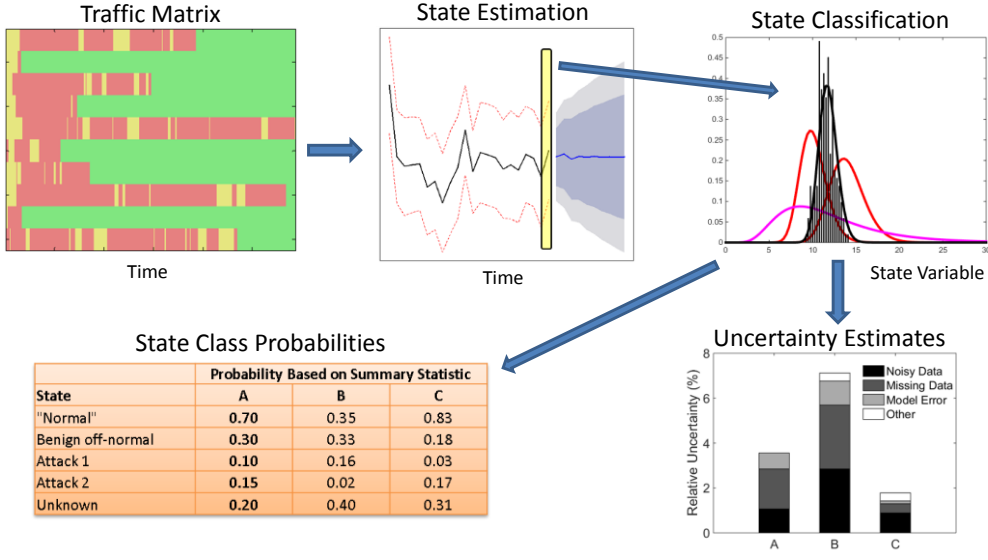 Traffic Matrix
Time
State Estimation
Time
State Classification
0.5
0.45
0.4
0.35
0.3
0.25
0.2
0.15
0.1
0.05
0
0 5 10 15 20 25 30
State Variable
State Class Probabilities
Probability Based on Summary Statistic
State A B C
"Normal" 0.70 0.35 0.83
Benign off-normal 0.30 0.33 0.18
Attack 1 0.10 0.16 0.03
Attack 2 0.15 0.02 0.17
Unknown 0.20 0.40 0.31
Uncertainty Estimates
Relative Uncertainty (%)
8
6
4
2
0
Noisy Data
Missing Data
Model Error
Other
A B C